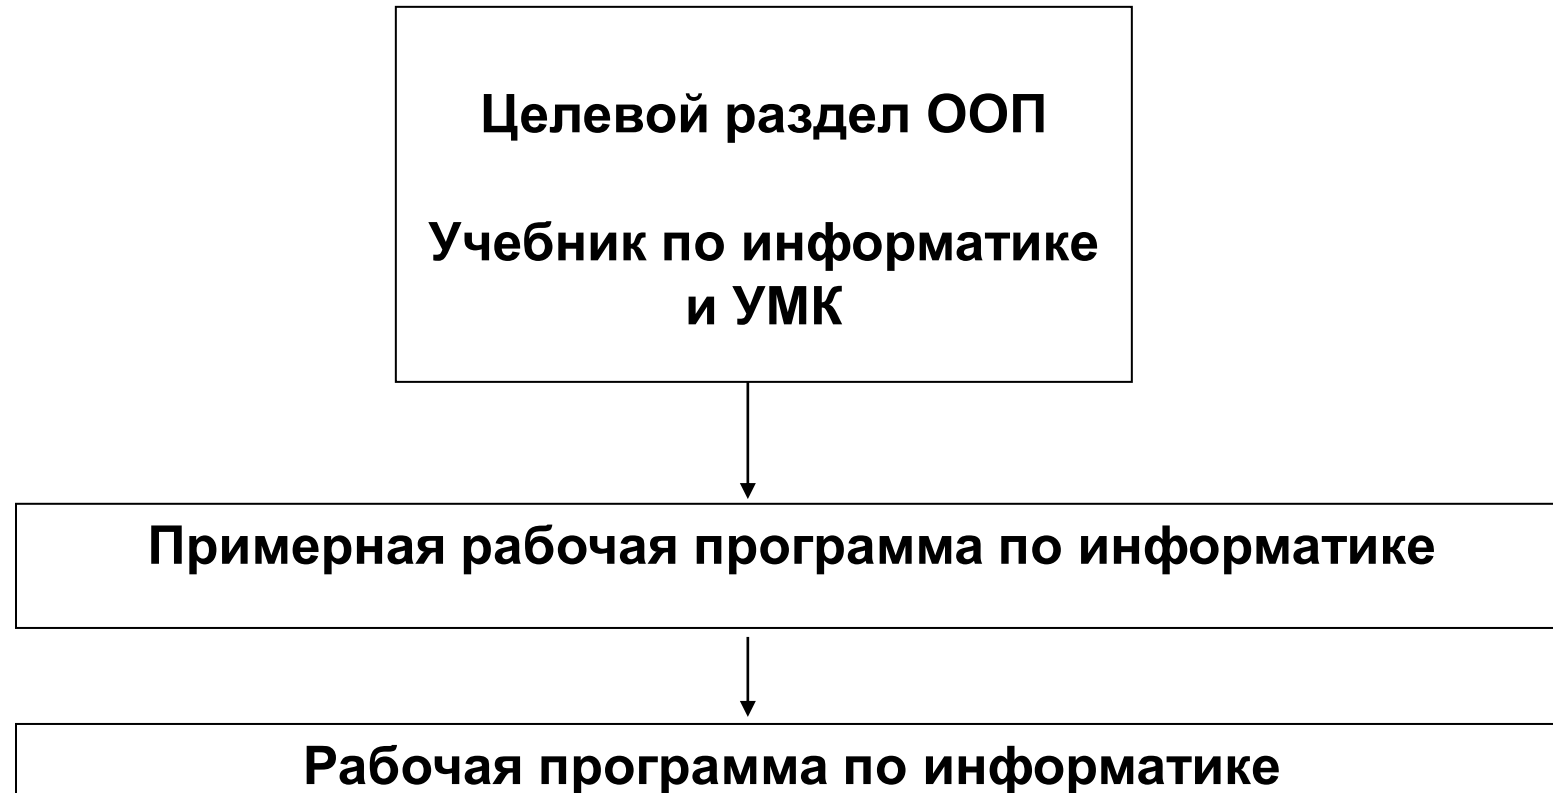 Целевой раздел ООП
Учебник по информатике
и УМК
Примерная рабочая программа по информатике
Рабочая программа по информатике